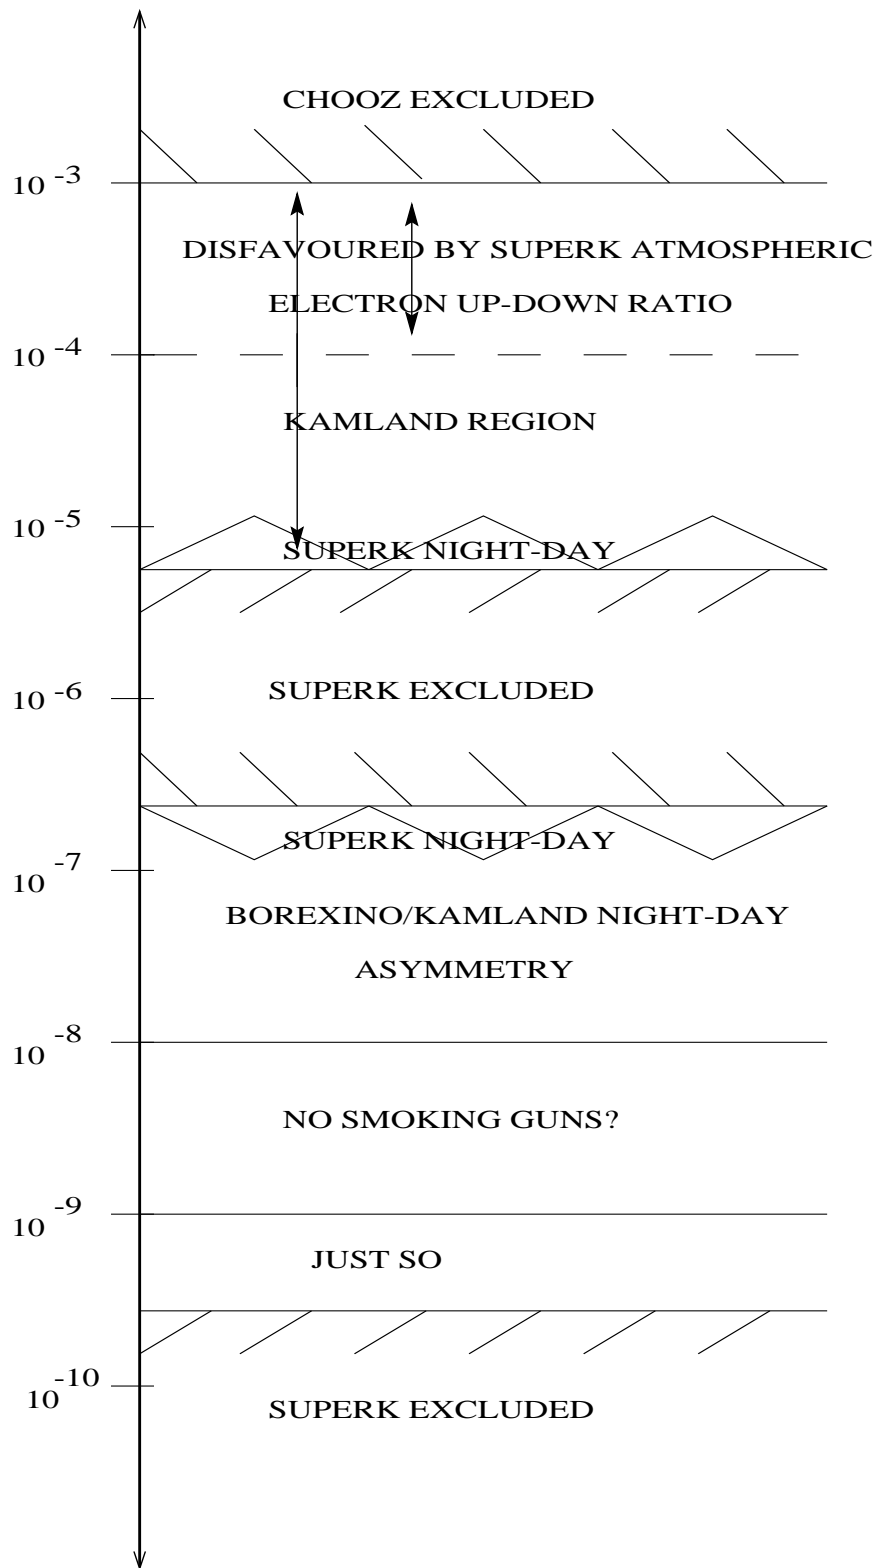 CHOOZ EXCLUDED
10 -3
DISFAVOURED BY SUPERK ATMOSPHERIC
ELECTRON UP-DOWN RATIO
10 -4
KAMLAND REGION
10 -5
SUPERK NIGHT-DAY
SUPERK EXCLUDED
10 -6
SUPERK NIGHT-DAY
10 -7
BOREXINO/KAMLAND NIGHT-DAY
ASYMMETRY
10 -8
NO SMOKING GUNS?
10 -9
JUST SO
10 -10
SUPERK EXCLUDED